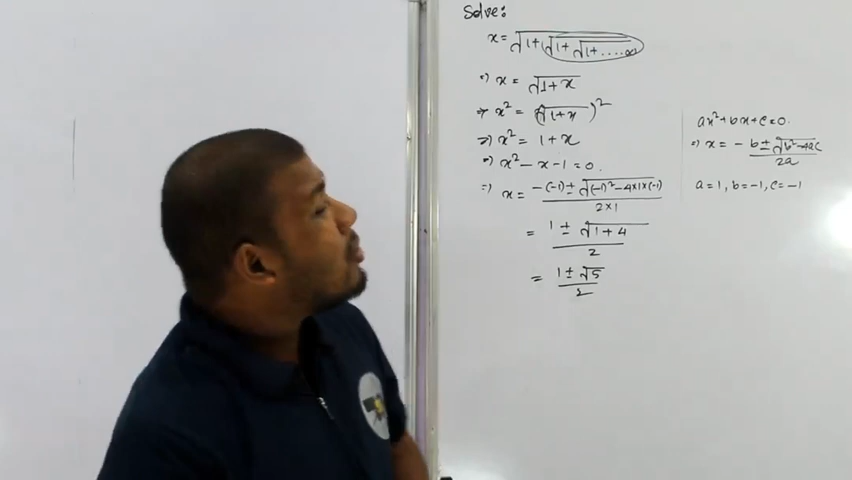 Solve:
x = √1+√1+√1+....∞
⇒ x = √1+x
⇒ x² = (√1+x)²
⇒ x² = 1+x
⇒ x² - x - 1 = 0.
⇒ x = -(-1) ± √(-1)² - 4×1×(-1) / 2×1
= 1 ± √1+4 / 2
= 1 ± √5 / 2
ax² + bx + c = 0.
⇒ x = - b ± √b² - 4ac / 2a
a = 1, b = -1, c = -1